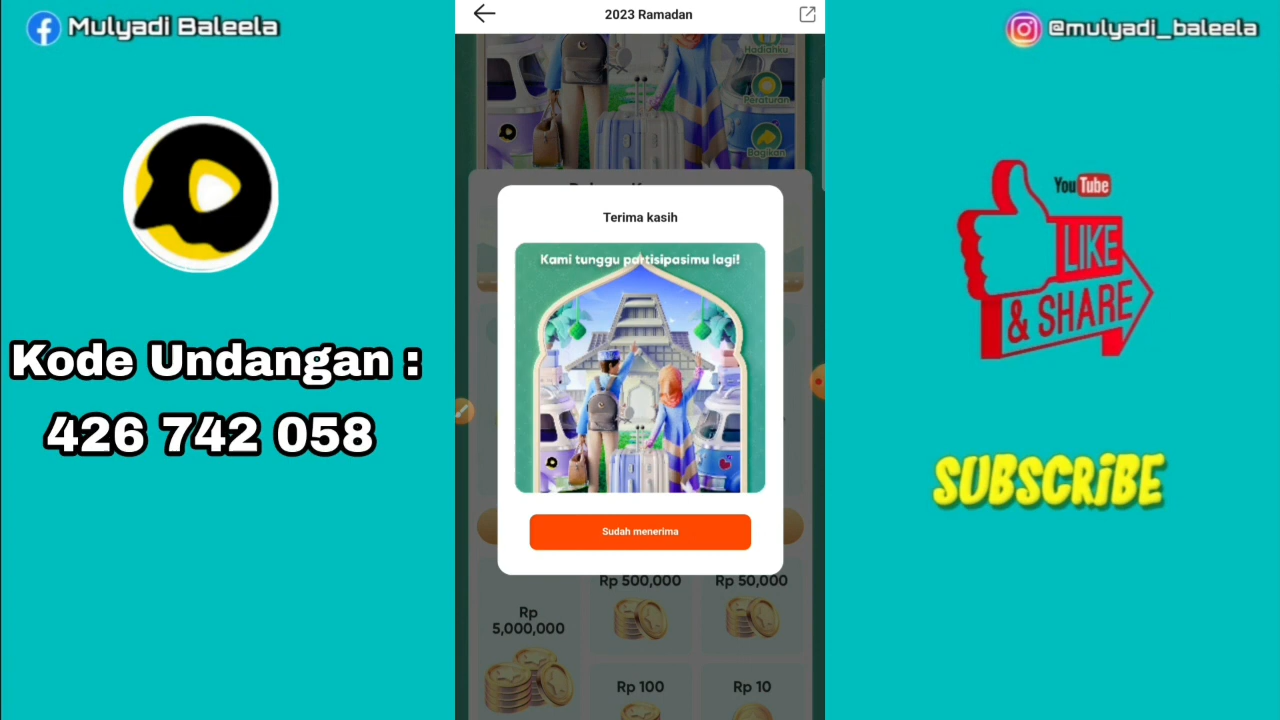 Mulyadi Baleela
2023 Ramadan
@mulyadi_baleela
Hadiahku
Peraturan
Bagikan
YouTube
LIKE
& SHARE
Terima kasih
Kami tunggu partisipasimu lagi!
Kode Undangan :
426 742 058
SUBSCRiBE
Sudah menerima
Rp 500,000
Rp 50,000
Rp
5,000,000
Rp 100
Rp 10